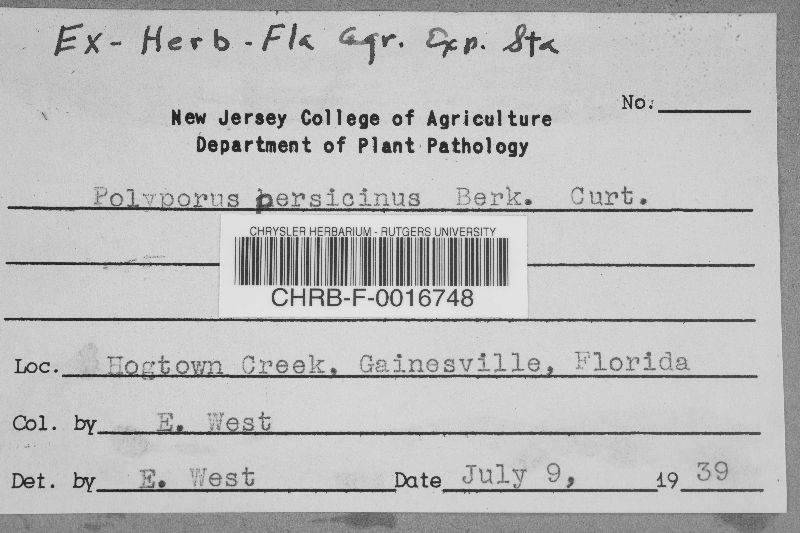 Ex-Herb-Fla Agr. Exp. Sta
No.
New Jersey College of Agriculture
Department of Plant Pathology
Polyporus persicinus Berk. Curt.
CHRYSLER HERBARIUM - RUTGERS UNIVERSITY
CHRB-F-0016748
Loc. Hogtown Creek, Gainesville, Florida
Col. by E. West
Det. by E. West Date July 9, 1939